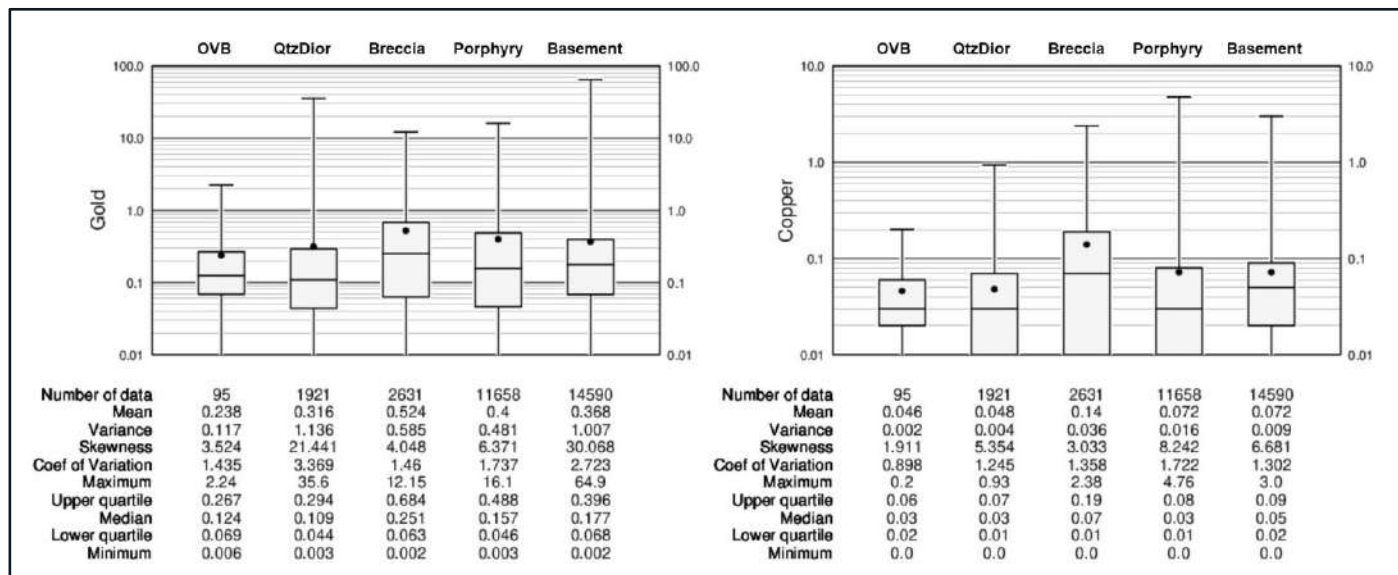 OVB QtzDior Breccia Porphyry Basement
100.0 100.0
10.0 10.0
1.0 1.0
0.1 0.1
0.01 0.01
Gold
Number of data 95 1921 2631 11658 14590
Mean 0.238 0.316 0.524 0.4 0.368
Variance 0.117 1.136 0.585 0.481 1.007
Skewness 3.524 21.441 4.048 6.371 30.068
Coef of Variation 1.435 3.369 1.46 1.737 2.723
Maximum 2.24 35.6 12.15 16.1 64.9
Upper quartile 0.267 0.294 0.684 0.488 0.396
Median 0.124 0.109 0.251 0.157 0.177
Lower quartile 0.069 0.044 0.063 0.046 0.068
Minimum 0.006 0.003 0.002 0.003 0.002
OVB QtzDior Breccia Porphyry Basement
10.0 10.0
1.0 1.0
0.1 0.1
0.01 0.01
Copper
Number of data 95 1921 2631 11658 14590
Mean 0.046 0.048 0.14 0.072 0.072
Variance 0.002 0.004 0.036 0.016 0.009
Skewness 1.911 5.354 3.033 8.242 6.681
Coef of Variation 0.898 1.245 1.358 1.722 1.302
Maximum 0.2 0.93 2.38 4.76 3.0
Upper quartile 0.06 0.07 0.19 0.08 0.09
Median 0.03 0.03 0.07 0.03 0.05
Lower quartile 0.02 0.01 0.01 0.01 0.02
Minimum 0.0 0.0 0.0 0.0 0.0